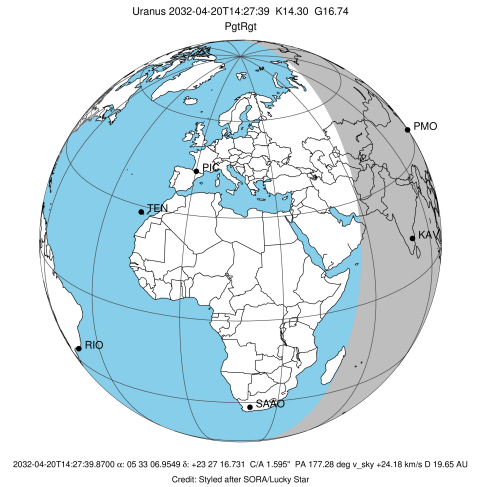 Uranus 2032-04-20T14:27:39 K14.30 G16.74
PgtRgt
PMO
PIC
TEN
KAV
RIO
SAAO
2032-04-20T14:27:39.8700 α: 05 33 06.9549 δ: +23 27 16.731 C/A 1.595" PA 177.28 deg v_sky +24.18 km/s D 19.65 AU
Credit: Styled after SORA/Lucky Star